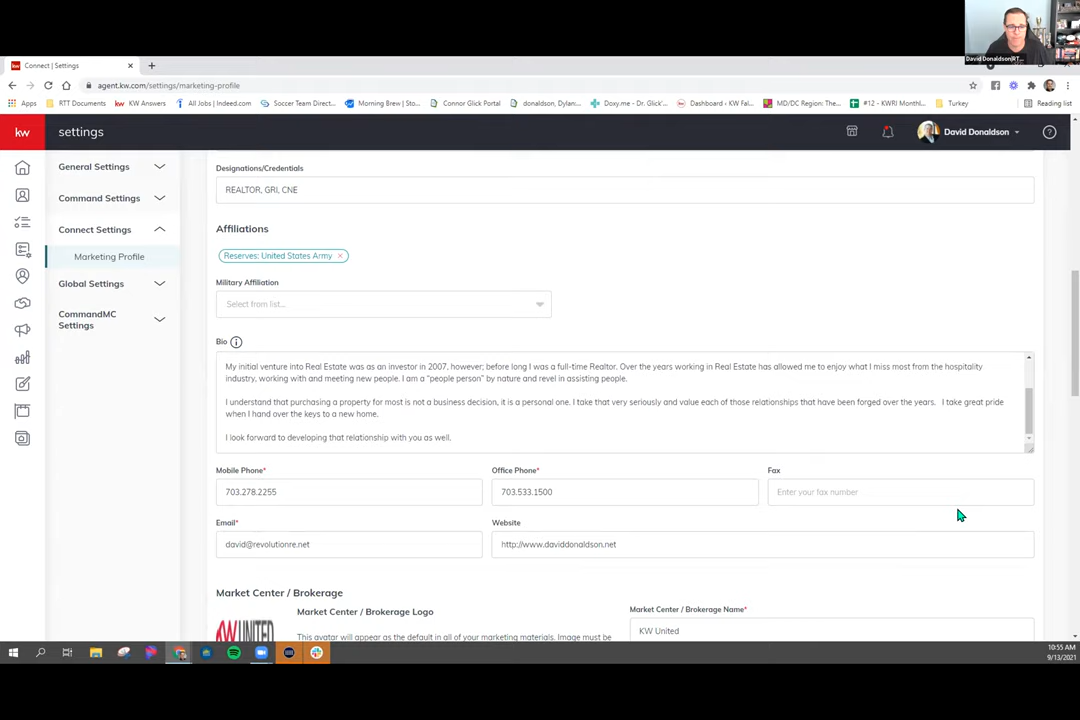 David Donaldson|RT...
Connect | Settings
agent.kw.com/settings/marketing-profile
Apps
RTT Documents
KW Answers
All Jobs | Indeed.com
Soccer Team Direct...
Morning Brew | Sto...
Connor Glick Portal
donaldson, Dylan...
Doxy.me - Dr. Glick'...
Dashboard ‹ KW Fal...
MD/DC Region: The...
#12 - KWRI Monthl...
Turkey
Reading list
kw
settings
David Donaldson
General Settings
Command Settings
Connect Settings
Marketing Profile
Global Settings
CommandMC
Settings
Designations/Credentials
REALTOR, GRI, CNE
Affiliations
Reserves: United States Army ×
Military Affiliation
Select from list...
Bio
My initial venture into Real Estate was as an investor in 2007, however; before long I was a full-time Realtor. Over the years working in Real Estate has allowed me to enjoy what I miss most from the hospitality
industry, working with and meeting new people. I am a "people person" by nature and revel in assisting people.
I understand that purchasing a property for most is not a business decision, it is a personal one. I take that very seriously and value each of those relationships that have been forged over the years. I take great pride
when I hand over the keys to a new home.
I look forward to developing that relationship with you as well.
Mobile Phone*
Office Phone*
Fax
703.278.2255
703.533.1500
Enter your fax number
Email*
Website
david@revolutionre.net
http://www.daviddonaldson.net
Market Center / Brokerage
Market Center / Brokerage Logo
Market Center / Brokerage Name*
KW UNITED
This avatar will appear as the default in all of your marketing materials. Image must be
KW United
10:55 AM
9/13/2021